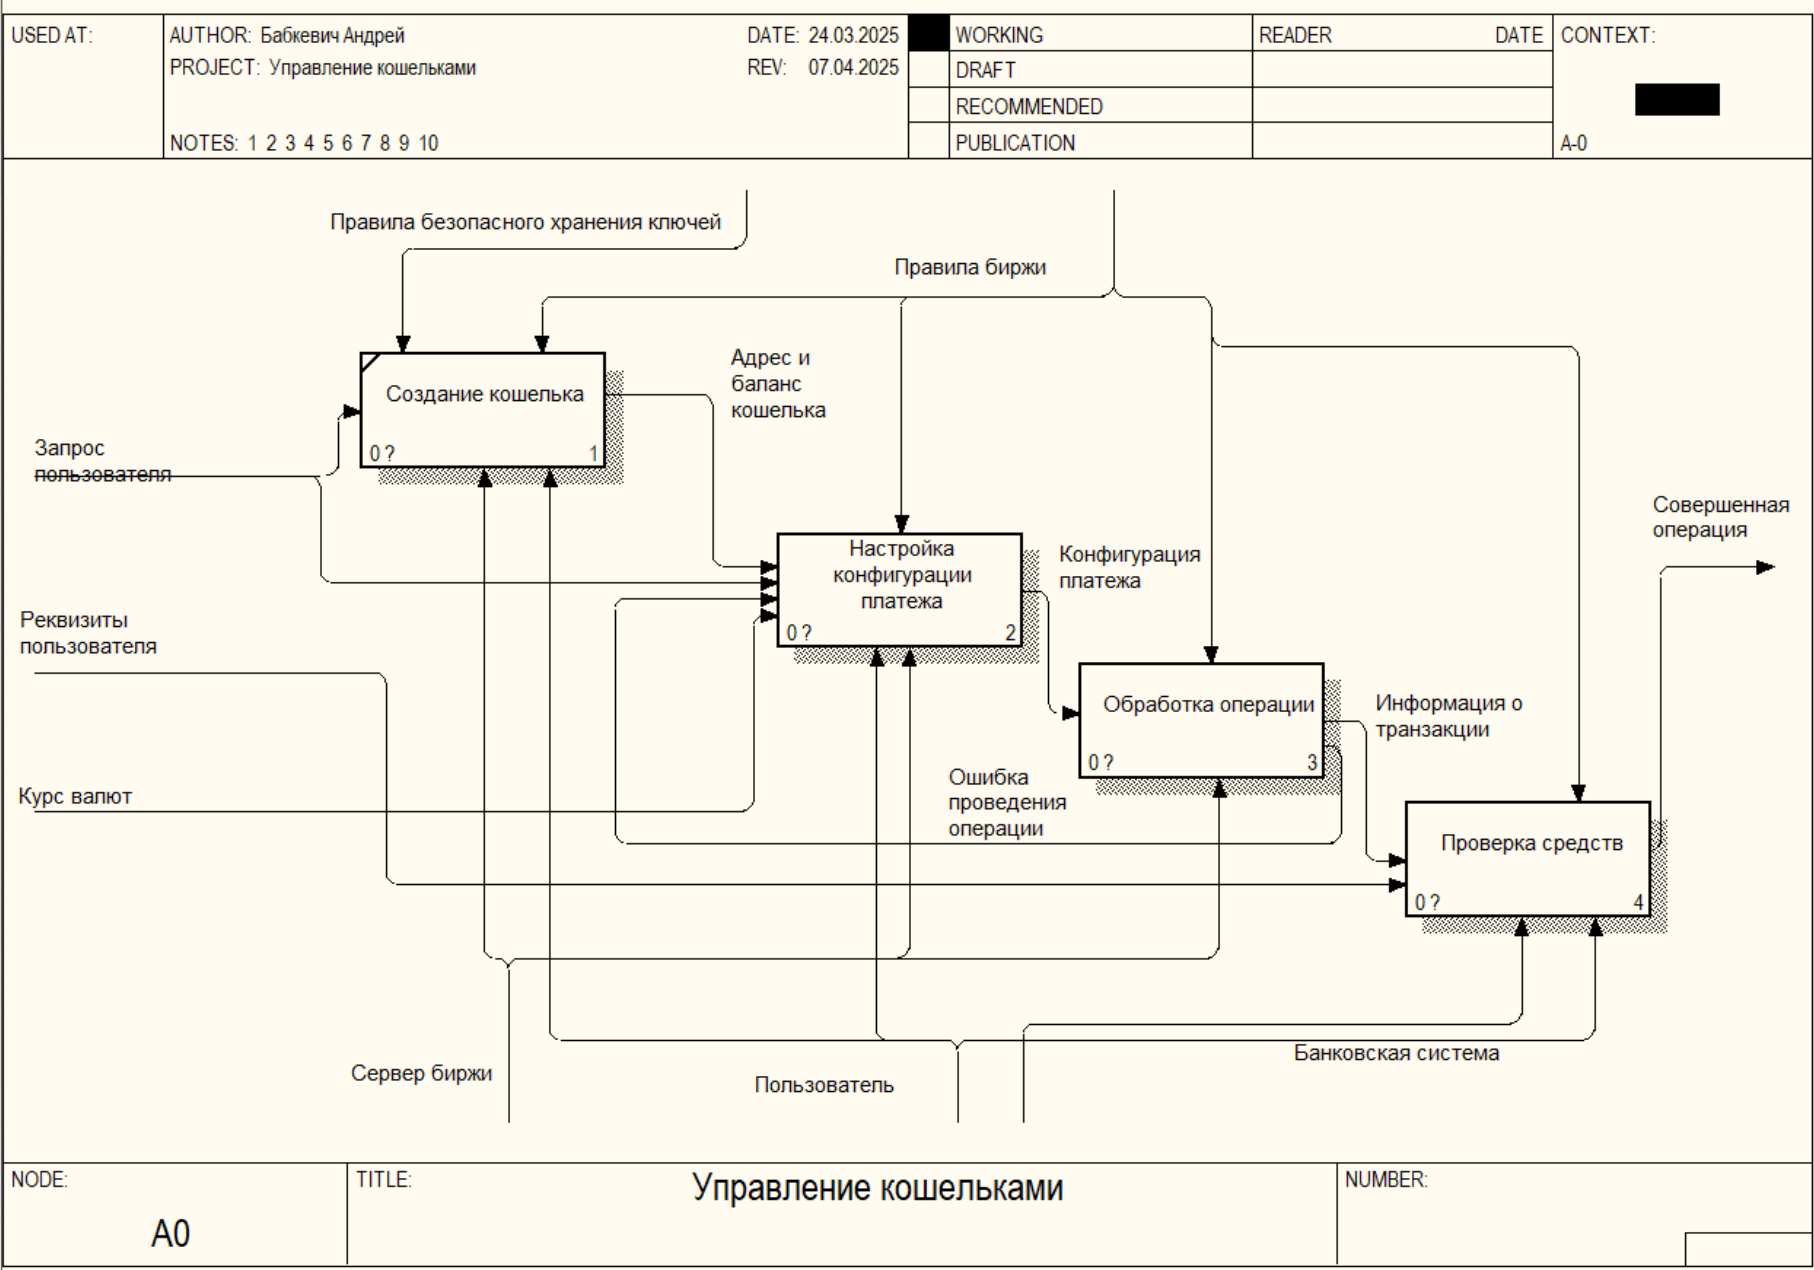 USED AT:
AUTHOR: Бабкевич Андрей
DATE: 24.03.2025
PROJECT: Управление кошельками
REV: 07.04.2025
NOTES: 1 2 3 4 5 6 7 8 9 10
WORKING
DRAFT
RECOMMENDED
PUBLICATION
READER
DATE
CONTEXT:
A-0
Правила безопасного хранения ключей
Правила биржи
Создание кошелька
0 ?
1
Адрес и
баланс
кошелька
Запрос
пользователя
Совершенная
операция
Настройка
конфигурации
платежа
0 ?
2
Конфигурация
платежа
Реквизиты
пользователя
Обработка операции
0 ?
3
Информация о
транзакции
Курс валют
Ошибка
проведения
операции
Проверка средств
0 ?
4
Сервер биржи
Пользователь
Банковская система
NODE:
A0
TITLE:
Управление кошельками
NUMBER: